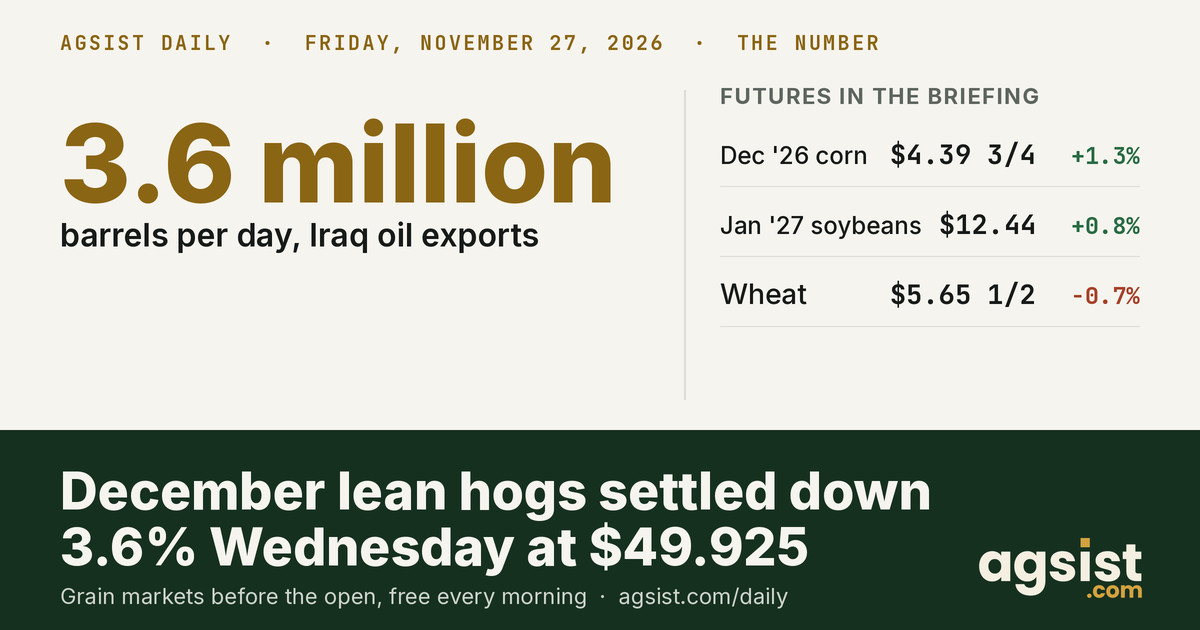 AGSIST DAILY · FRIDAY, NOVEMBER 27, 2026 · THE NUMBER
3.6 million
barrels per day, Iraq oil exports
FUTURES IN THE BRIEFING
Dec '26 corn $4.39 3/4 +1.3%
Jan '27 soybeans $12.44 +0.8%
Wheat $5.65 1/2 -0.7%
December lean hogs settled down
3.6% Wednesday at $49.925
Grain markets before the open, free every morning · agsist.com/daily
agsist
.com